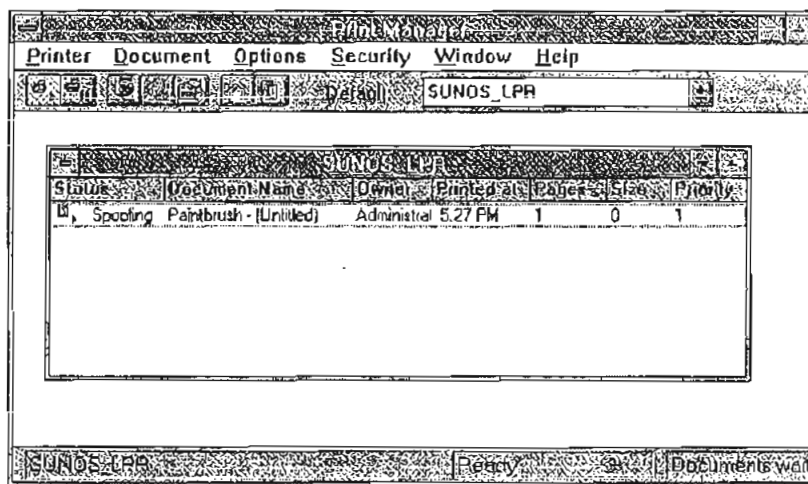 Print Manager
Printer Document Options Security Window Help
Default SUNOS_LPR
SUNOS_LPR
Status Document Name Owner Printed at Pages Size Priority
Spooling Paintbrush - (Untitled) Administrat 5.27 PM 1 0 1
SUNOS_LPR Ready Documents wai